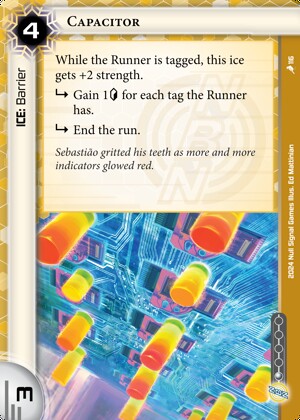 4
CAPACITOR
ICE: Barrier
While the Runner is tagged, this ice
gets +2 strength.
↳ Gain 1 for each tag the Runner
has.
↳ End the run.
Sebastião gritted his teeth as more and more
indicators glowed red.
NRN
116
2024 Null Signal Games Illus. Ed Mattinian
3